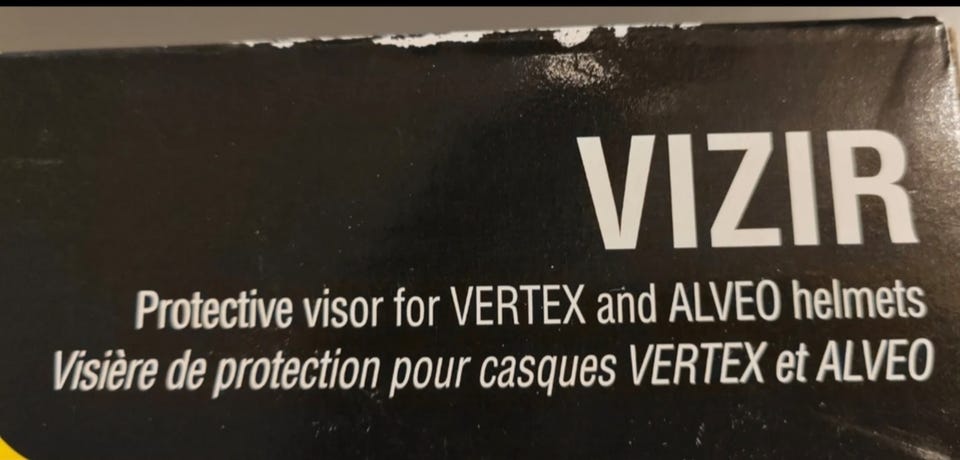 VIZIR
Protective visor for VERTEX and ALVEO helmets
Visière de protection pour casques VERTEX et ALVEO